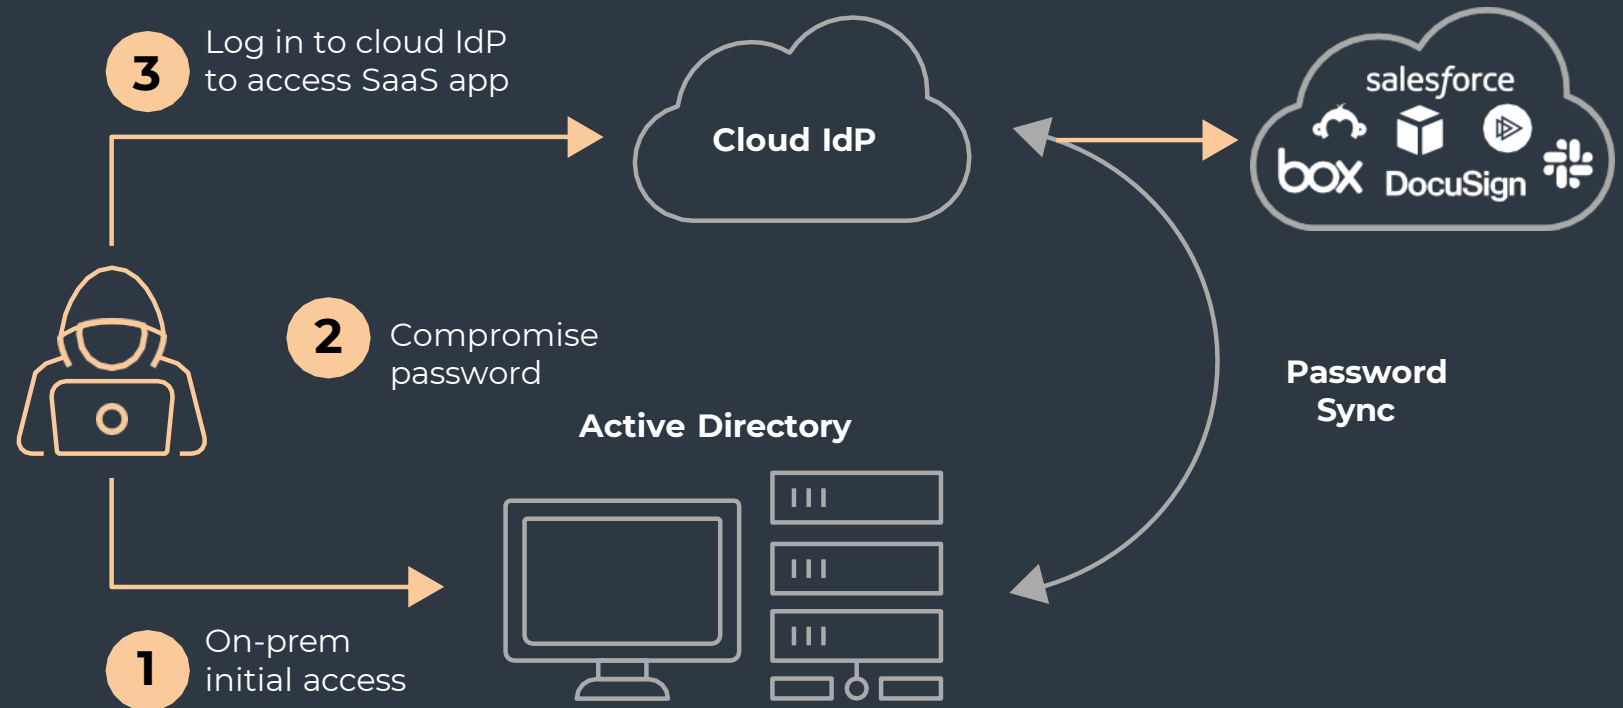 3
Log in to cloud IdP
to access SaaS app
Cloud IdP
salesforce
box
DocuSign
2
Compromise
password
Active Directory
Password
Sync
1
On-prem
initial access